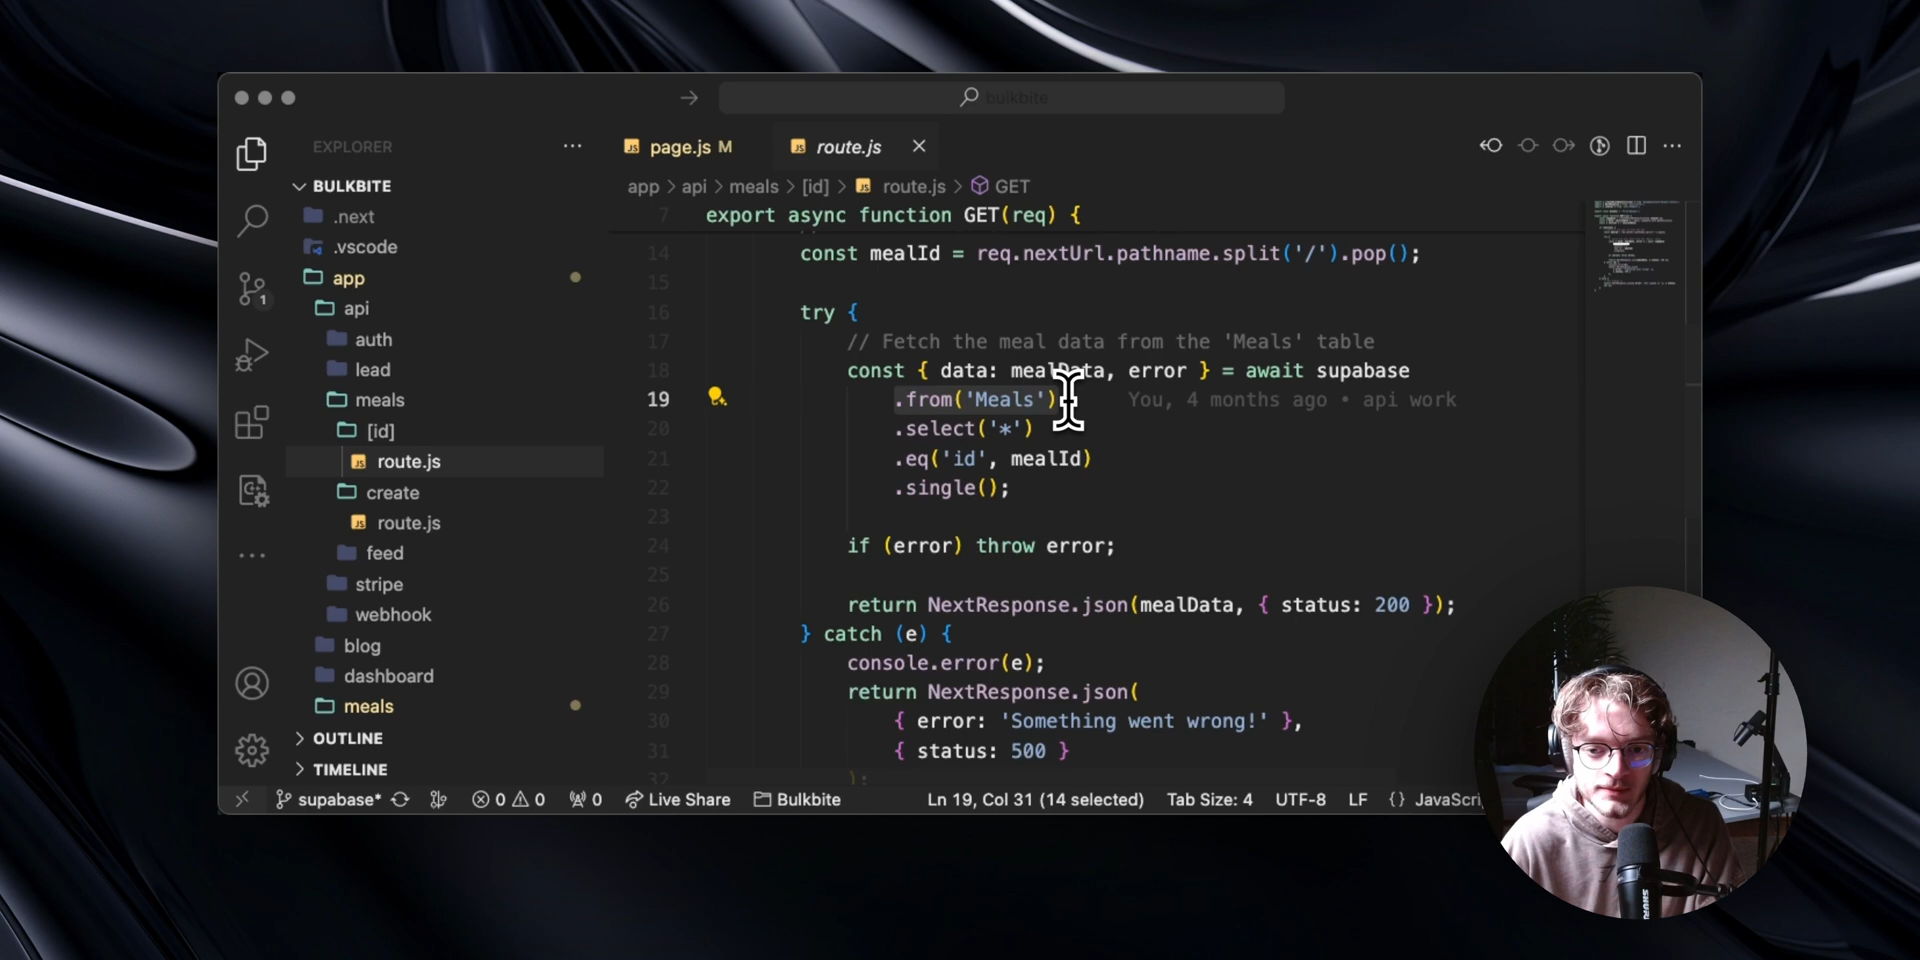 bulkbite
EXPLORER
page.js M
route.js
BULKBITE
app > api > meals > [id] > route.js > GET
.next
7 export async function GET(req) {
.vscode
14 const mealId = req.nextUrl.pathname.split('/').pop();
app
15
api
16 try {
auth
17 // Fetch the meal data from the 'Meals' table
lead
18 const { data: mealData, error } = await supabase
meals
19 .from('Meals') You, 4 months ago • api work
[id]
20 .select('*')
route.js
21 .eq('id', mealId)
create
22 .single();
route.js
23
feed
24 if (error) throw error;
stripe
25
webhook
26 return NextResponse.json(mealData, { status: 200 });
blog
27 } catch (e) {
dashboard
28 console.error(e);
meals
29 return NextResponse.json(
30 { error: 'Something went wrong!' },
OUTLINE
31 { status: 500 }
TIMELINE
32 );
1
supabase* 0 0 0 Live Share Bulkbite Ln 19, Col 31 (14 selected) Tab Size: 4 UTF-8 LF {} JavaScri
SHURE